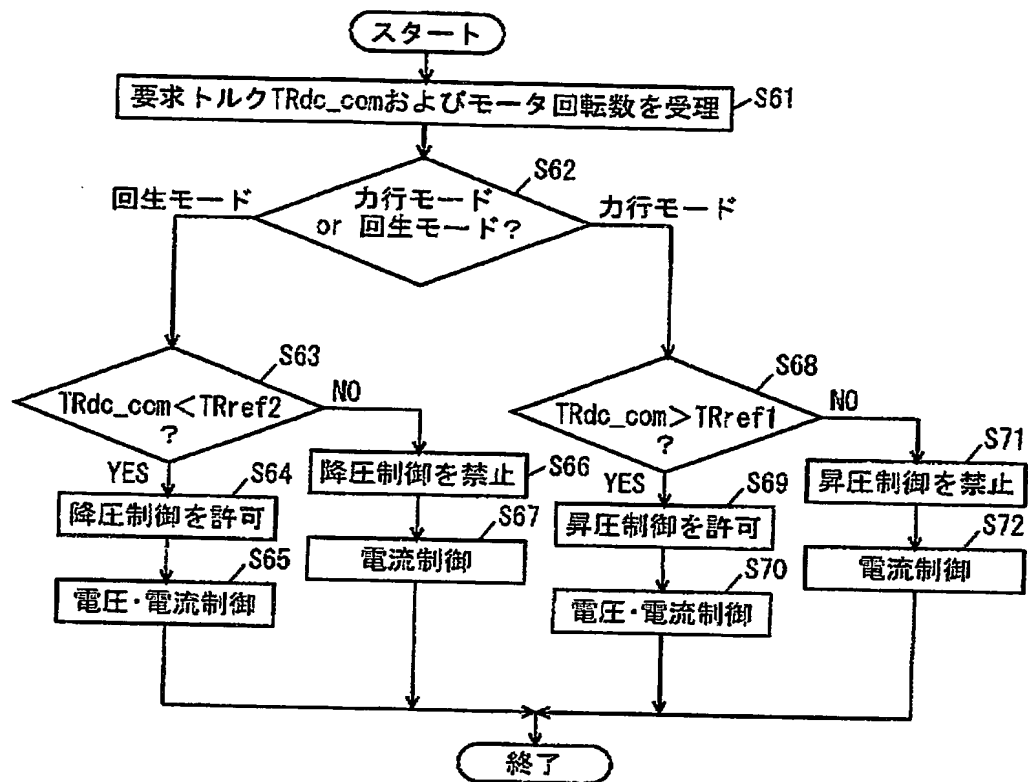 スタート
要求トルクTRdc_comおよびモータ回転数を受理
S61
S62
力行モード
or 回生モード?
回生モード
力行モード
S63
TRdc_com<TRref2
?
NO
YES
S64
降圧制御を許可
S65
電圧・電流制御
降圧制御を禁止
S66
S67
電流制御
S68
TRdc_com>TRref1
?
NO
YES
S69
昇圧制御を許可
S70
電圧・電流制御
S71
昇圧制御を禁止
S72
電流制御
終了